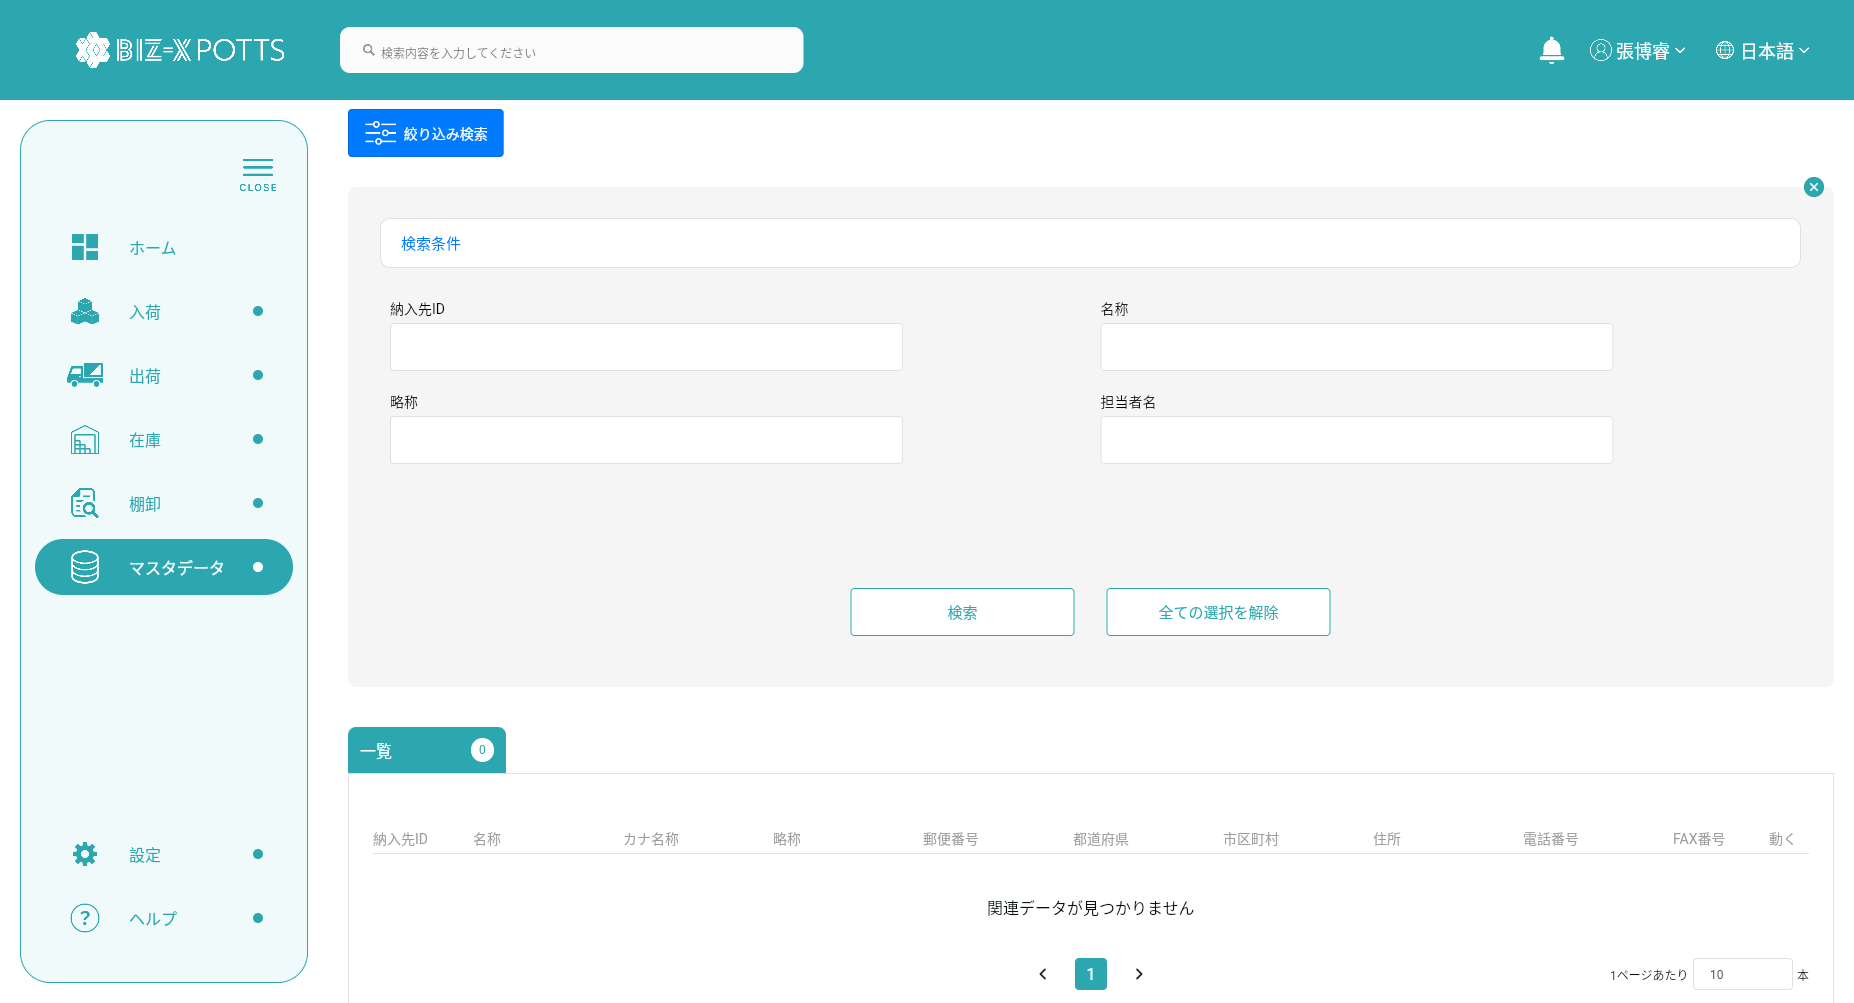 BIZ=X POTTS
検索内容を入力してください
張博睿
日本語
絞り込み検索
CLOSE
ホーム
入荷
出荷
在庫
棚卸
マスタデータ
設定
?
ヘルプ
検索条件
納入先ID
名称
略称
担当者名
検索
全ての選択を解除
一覧
0
納入先ID 名称 カナ名称 略称 郵便番号 都道府県 市区町村 住所 電話番号 FAX番号 動く
関連データが見つかりません
1
1ページあたり 10 本